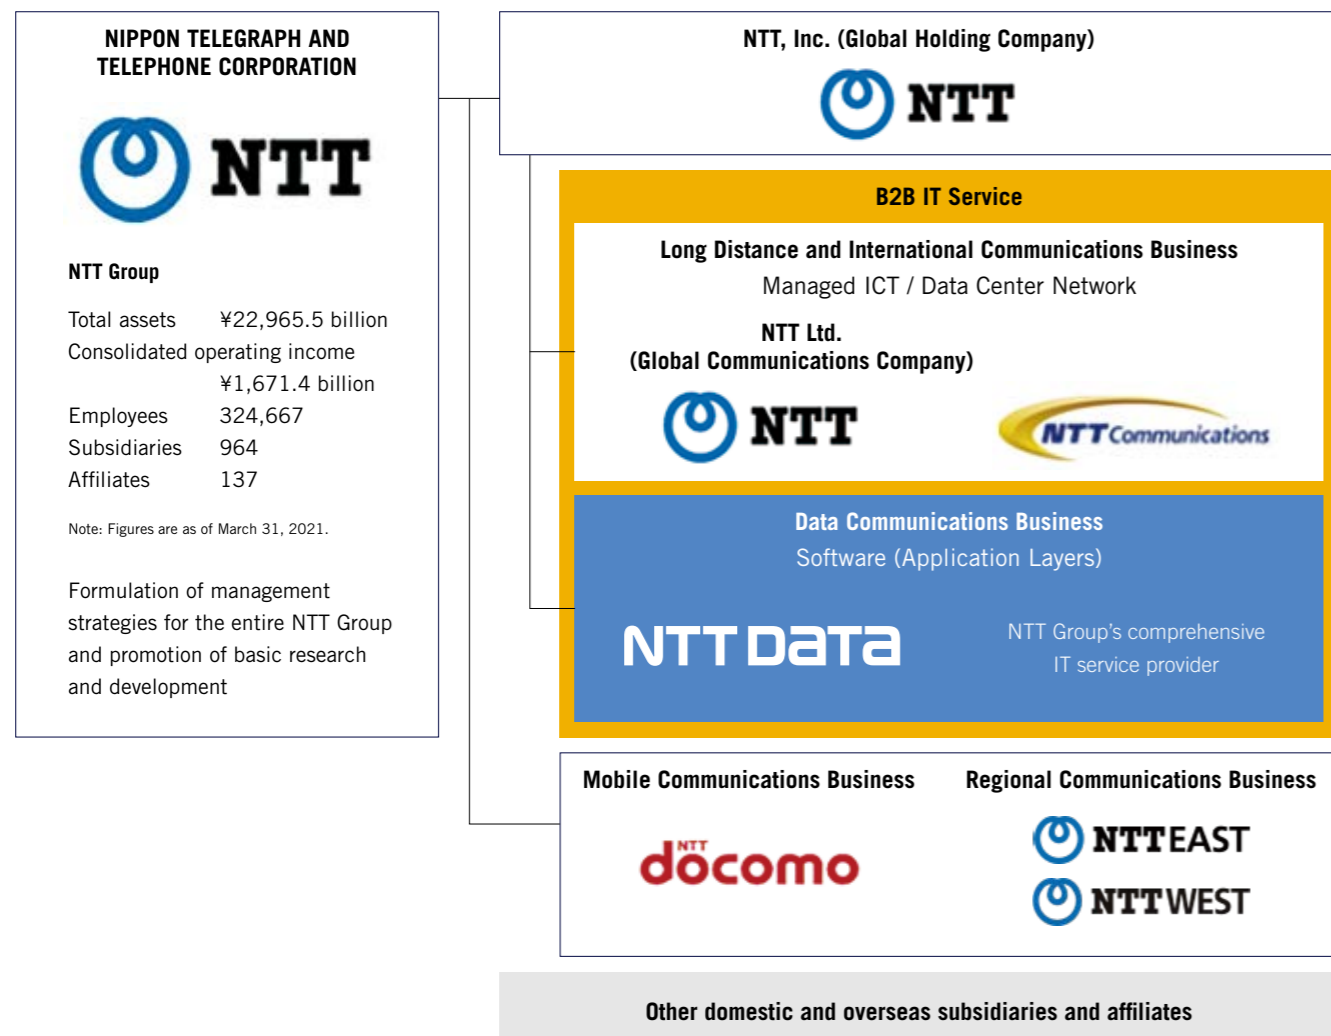 NIPPON TELEGRAPH AND
TELEPHONE CORPORATION
NTT
NTT Group
Total assets ¥22,965.5 billion
Consolidated operating income
¥1,671.4 billion
Employees 324,667
Subsidiaries 964
Affiliates 137
Note: Figures are as of March 31, 2021.
Formulation of management
strategies for the entire NTT Group
and promotion of basic research
and development
NTT, Inc. (Global Holding Company)
NTT
B2B IT Service
Long Distance and International Communications Business
Managed ICT / Data Center Network
NTT Ltd.
(Global Communications Company)
NTT
NTT Communications
Data Communications Business
Software (Application Layers)
NTT DATA
NTT Group's comprehensive
IT service provider
Mobile Communications Business
NTT
docomo
Regional Communications Business
NTT EAST
NTT WEST
Other domestic and overseas subsidiaries and affiliates